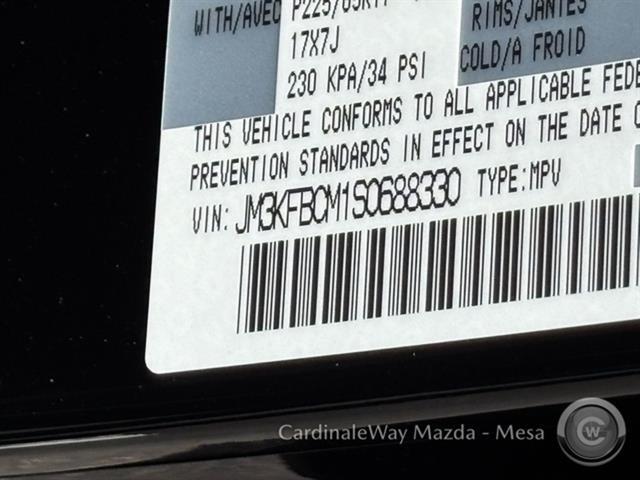 WITH/AVEC
17X7J
230 KPA/34 PSI
RIMS/JANTES
COLD/A FROID
THIS VEHICLE CONFORMS TO ALL APPLICABLE FEDE
PREVENTION STANDARDS IN EFFECT ON THE DATE O
VIN: JM3KFBCM1S0688330 TYPE:MPV
CardinaleWay Mazda - Mesa
CW